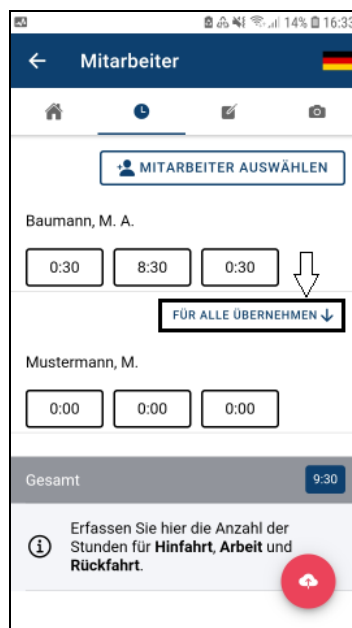 14% 16:33
Mitarbeiter
MITARBEITER AUSWÄHLEN
Baumann, M. A.
0:30 8:30 0:30
FÜR ALLE ÜBERNEHMEN
Mustermann, M.
0:00 0:00 0:00
Gesamt 9:30
Erfassen Sie hier die Anzahl der
Stunden für Hinfahrt, Arbeit und
Rückfahrt.